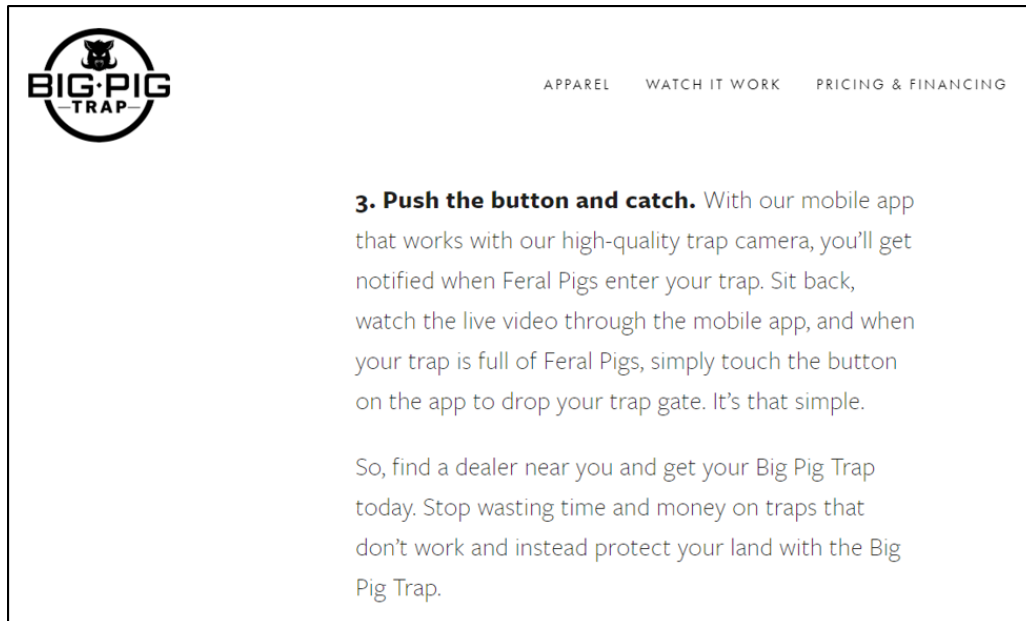 BIG·PIG
TRAP
APPAREL WATCH IT WORK PRICING & FINANCING
3. Push the button and catch. With our mobile app
that works with our high-quality trap camera, you’ll get
notified when Feral Pigs enter your trap. Sit back,
watch the live video through the mobile app, and when
your trap is full of Feral Pigs, simply touch the button
on the app to drop your trap gate. It’s that simple.
So, find a dealer near you and get your Big Pig Trap
today. Stop wasting time and money on traps that
don’t work and instead protect your land with the Big
Pig Trap.